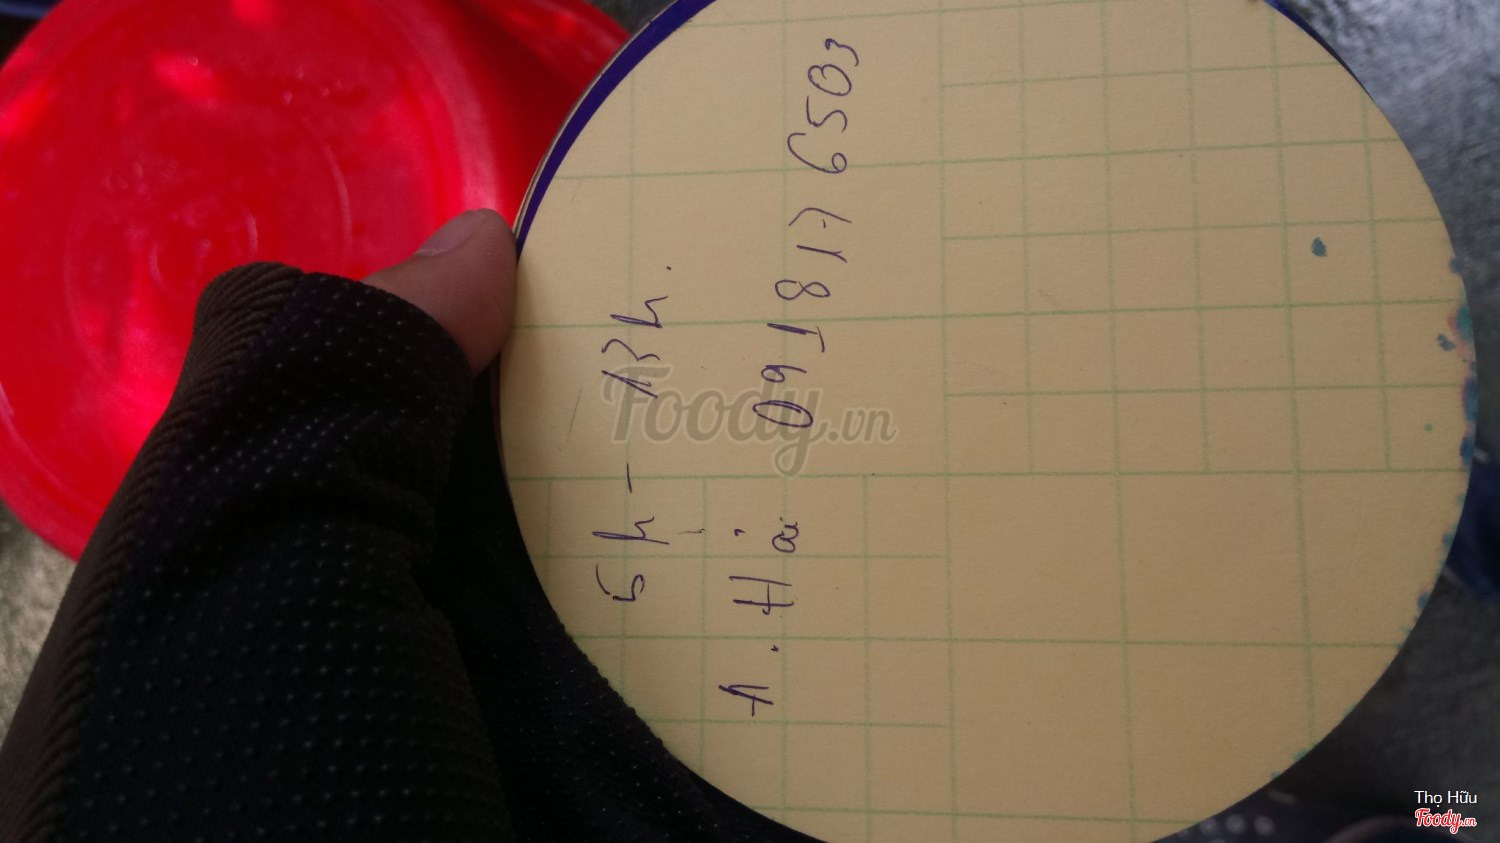 5h - 13h.
A. Hải 0918176503
Foody.vn
Thọ Hữu
Foody.vn